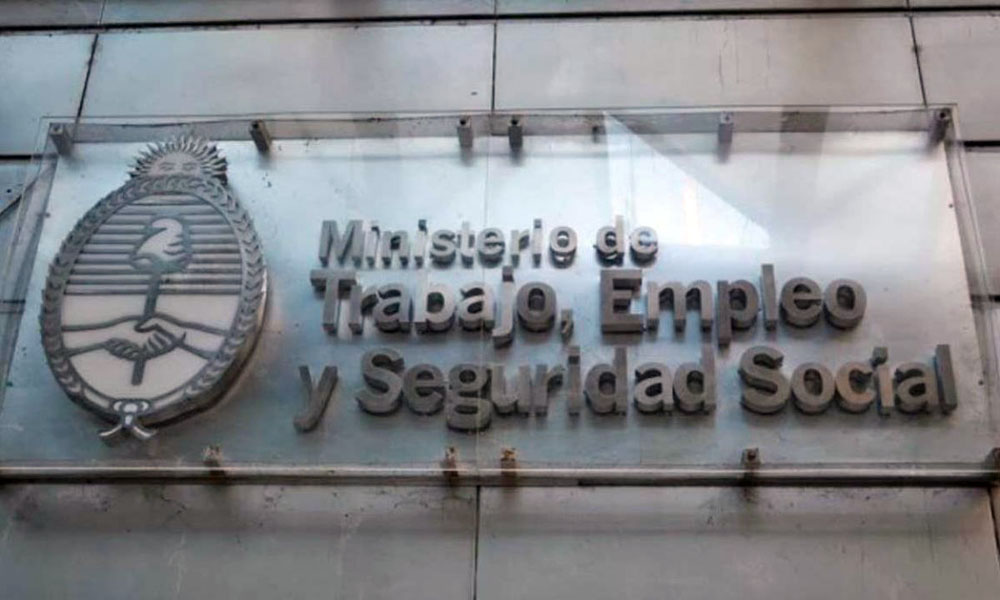 Ministerio de
Trabajo, Empleo
y Seguridad Social